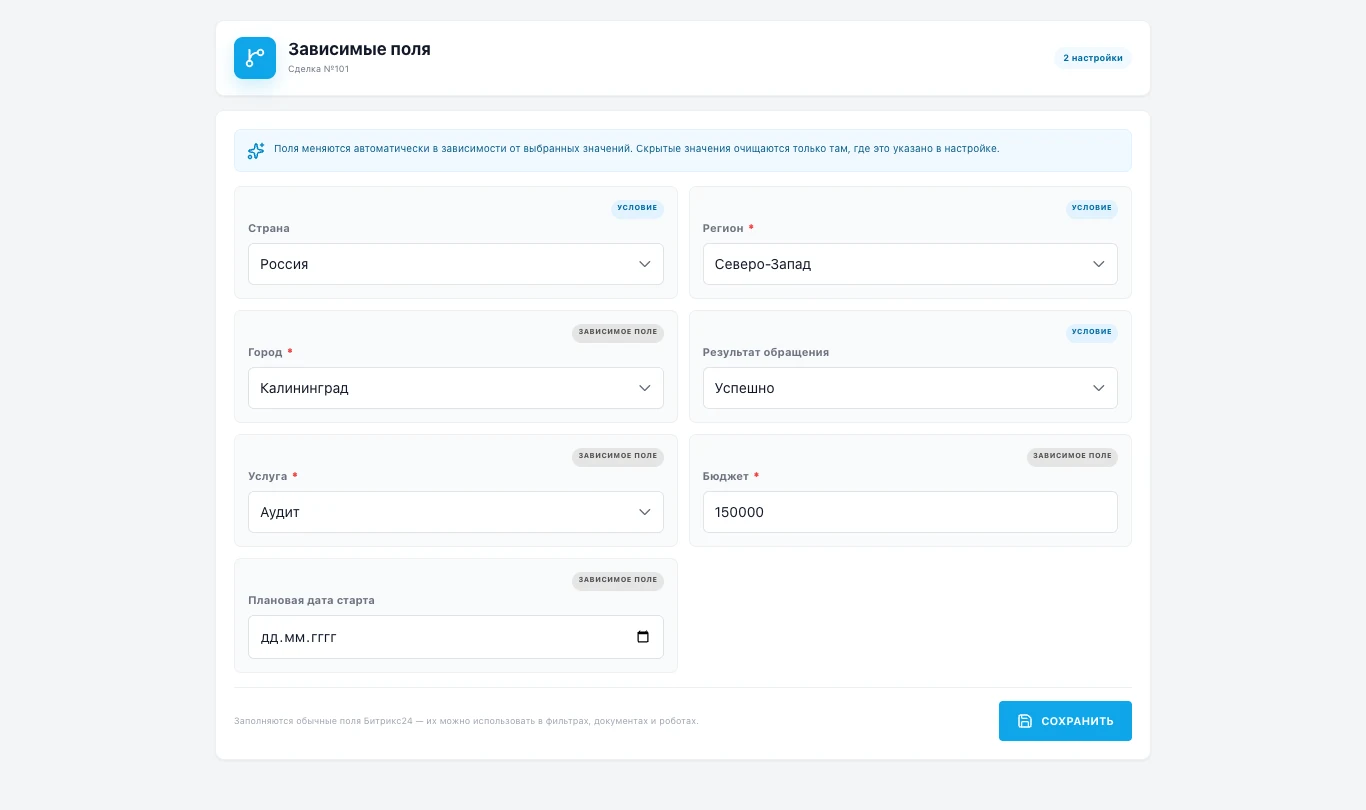 Зависимые поля
Сделка №101
2 настройки
Поля меняются автоматически в зависимости от выбранных значений. Скрытые значения очищаются только там, где это указано в настройке.
УСЛОВИЕ
Страна
Россия
УСЛОВИЕ
Регион *
Северо-Запад
ЗАВИСИМОЕ ПОЛЕ
Город *
Калининград
УСЛОВИЕ
Результат обращения
Успешно
ЗАВИСИМОЕ ПОЛЕ
Услуга *
Аудит
ЗАВИСИМОЕ ПОЛЕ
Бюджет *
150000
ЗАВИСИМОЕ ПОЛЕ
Плановая дата старта
дд.мм.гггг
Заполняются обычные поля Битрикс24 — их можно использовать в фильтрах, документах и роботах.
СОХРАНИТЬ